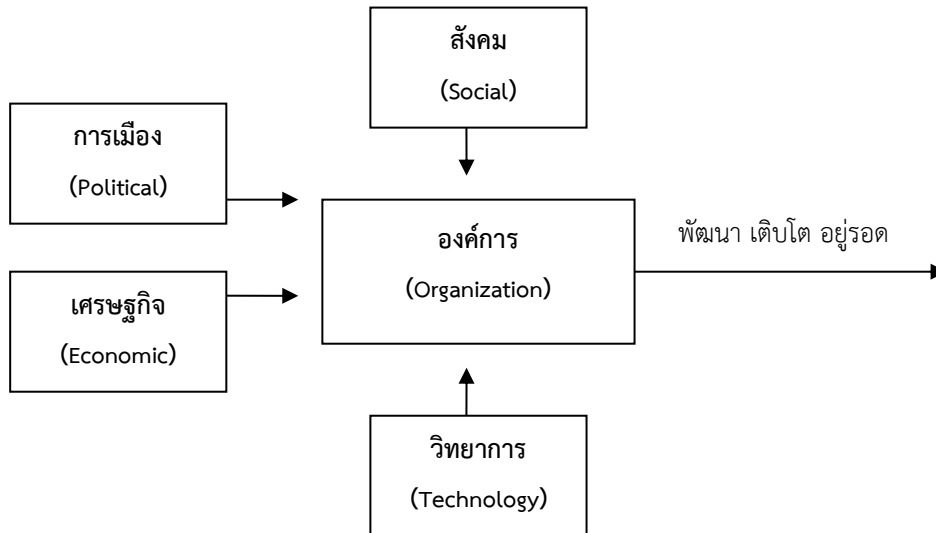 สังคม
(Social)
การเมือง
(Political)
องค์การ
(Organization)
พัฒนา เติบโต อยู่รอด
เศรษฐกิจ
(Economic)
วิทยาการ
(Technology)